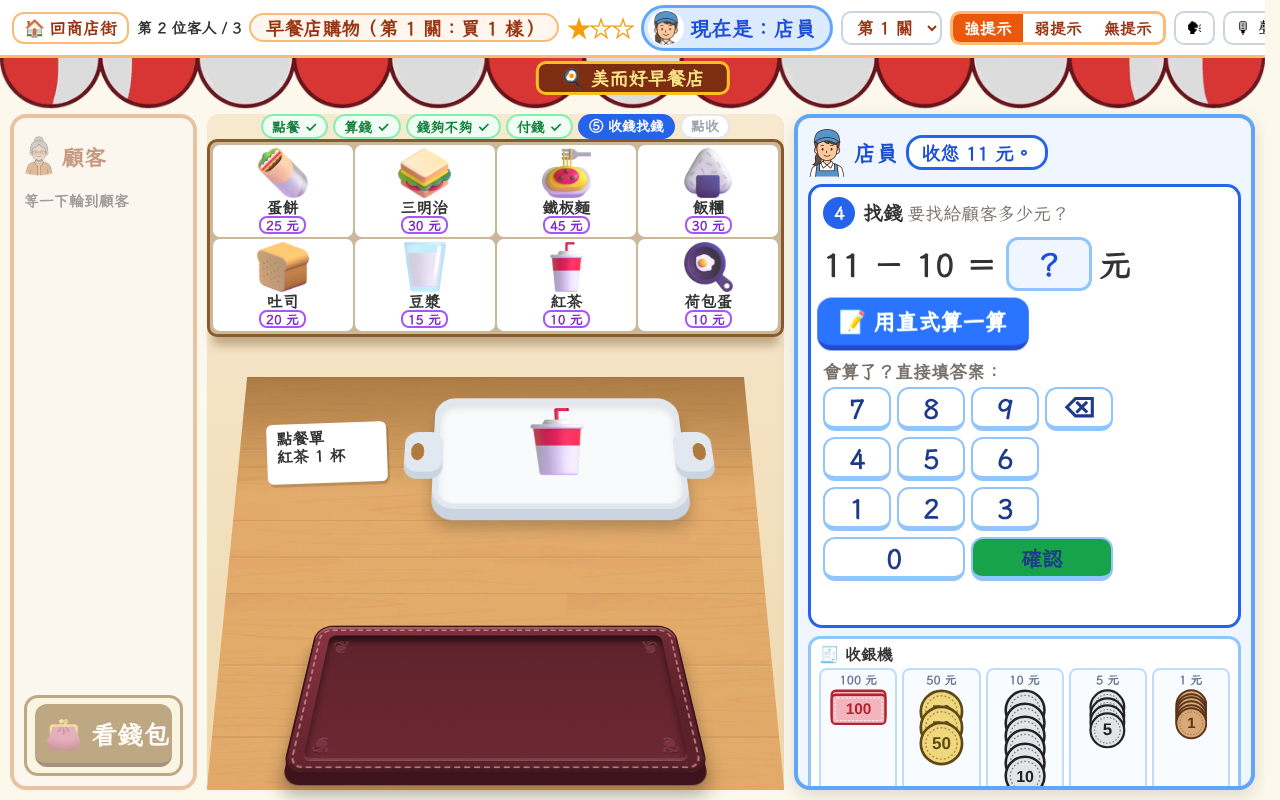 🏠 回商店街
第 2 位客人 / 3
早餐店購物（第 1 關：買 1 樣）
現在是：店員
第 1 關
強提示
弱提示
無提示
🍳 美而好早餐店
顧客
等一下輪到顧客
看錢包
點餐 ✓
算錢 ✓
錢夠不夠 ✓
付錢 ✓
⑤ 收錢找錢
點收
蛋餅
25 元
三明治
30 元
鐵板麵
45 元
飯糰
30 元
吐司
20 元
豆漿
15 元
紅茶
10 元
荷包蛋
10 元
點餐單
紅茶 1 杯
店員
收您 11 元。
4 找錢 要找給顧客多少元？
11 − 10 = ? 元
📝 用直式算一算
會算了？直接填答案：
7 8 9
4 5 6
1 2 3
0 確認
🧾 收銀機
100 元
50 元
10 元
5 元
1 元
100
50
10
5
1